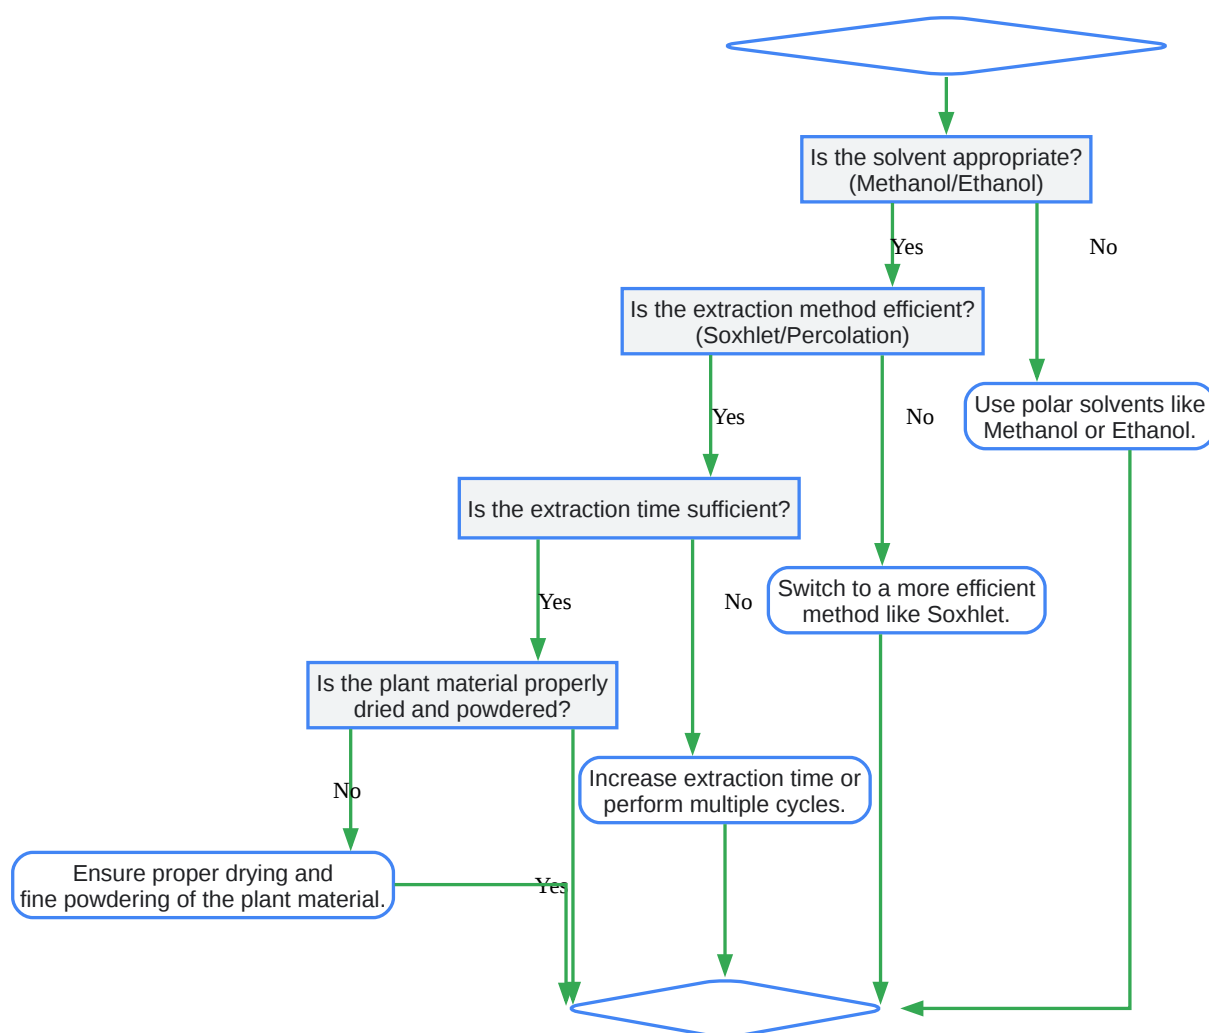 Is the solvent appropriate?
(Methanol/Ethanol)
Yes
No
Is the extraction method efficient?
(Soxhlet/Percolation)
Use polar solvents like
Methanol or Ethanol.
Yes
No
Is the extraction time sufficient?
Switch to a more efficient
method like Soxhlet.
Yes
No
Is the plant material properly
dried and powdered?
Increase extraction time or
perform multiple cycles.
No
Ensure proper drying and
fine powdering of the plant material.
Yes